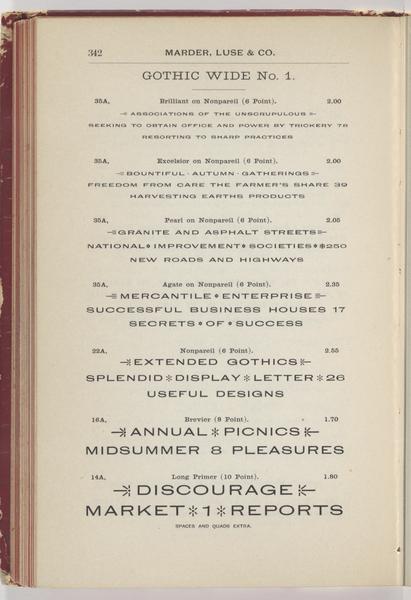 342 MARDER, LUSE & CO.
GOTHIC WIDE No. 1.
35A, Brilliant on Nonpareil (6 Point). 2.00
ASSOCIATIONS OF THE UNSCRUPULOUS
SEEKING TO OBTAIN OFFICE AND POWER BY TRICKERY 78
RESORTING TO SHARP PRACTICES
35A, Excelsior on Nonpareil (6 Point). 2.00
BOUNTIFUL · AUTUMN · GATHERINGS
FREEDOM FROM CARE THE FARMER'S SHARE 39
HARVESTING EARTHS PRODUCTS
35A, Pearl on Nonpareil (6 Point). 2.05
GRANITE AND ASPHALT STREETS
NATIONAL * IMPROVEMENT * SOCIETIES * $250
NEW ROADS AND HIGHWAYS
35A, Agate on Nonpareil (6 Point). 2.35
MERCANTILE * ENTERPRISE
SUCCESSFUL BUSINESS HOUSES 17
SECRETS * OF * SUCCESS
22A, Nonpareil (6 Point). 2.55
EXTENDED GOTHICS
SPLENDID * DISPLAY * LETTER * 26
USEFUL DESIGNS
16A, Brevier (8 Point). 1.70
ANNUAL * PICNICS
MIDSUMMER 8 PLEASURES
14A, Long Primer (10 Point). 1.80
DISCOURAGE
MARKET * 1 * REPORTS
SPACES AND QUADS EXTRA.